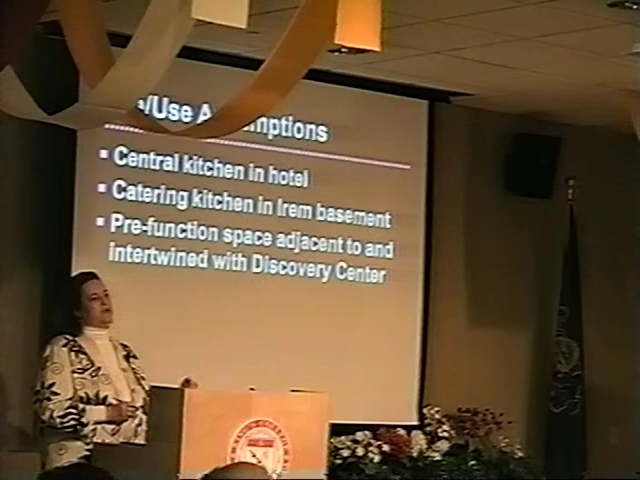 /Use A mptions
▪ Central kitchen in hotel
▪ Catering kitchen in Irem basement
▪ Pre-function space adjacent to and
intertwined with Discovery Center